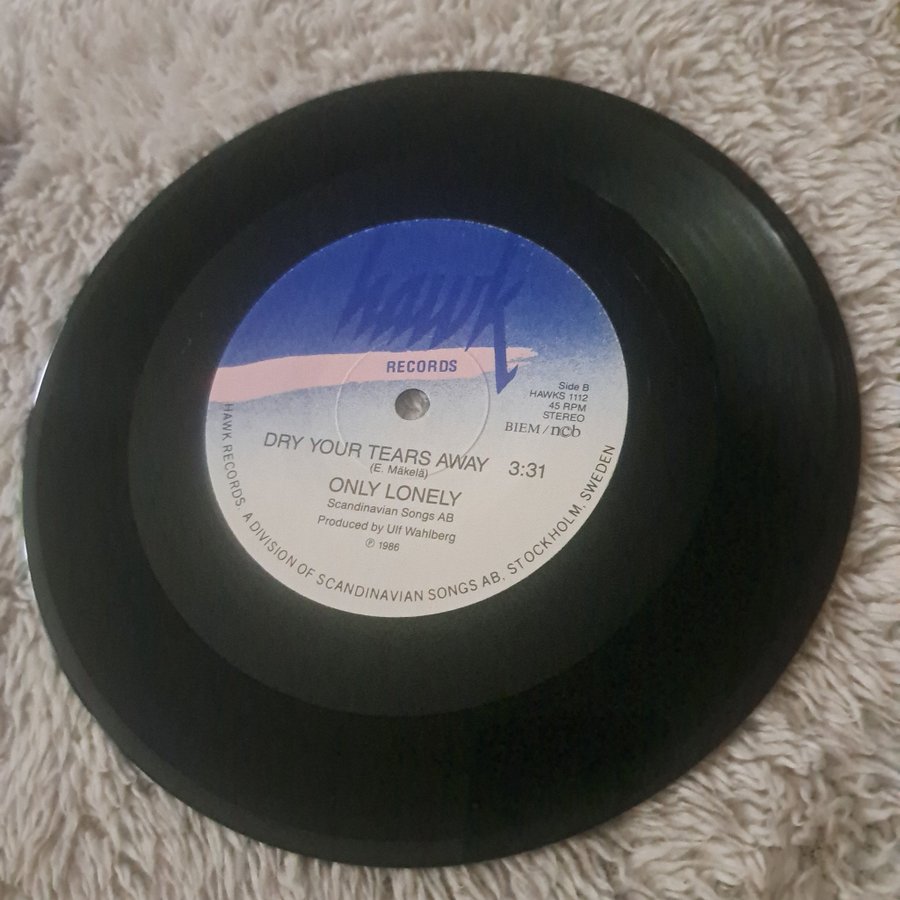 hawk
RECORDS
Side B
HAWKS 1112
45 RPM
STEREO
BIEM/ncb
DRY YOUR TEARS AWAY 3:31
(E. Mäkelä)
ONLY LONELY
Scandinavian Songs AB
Produced by Ulf Wahlberg
℗ 1986
HAWK RECORDS, A DIVISION OF SCANDINAVIAN SONGS AB, STOCKHOLM, SWEDEN